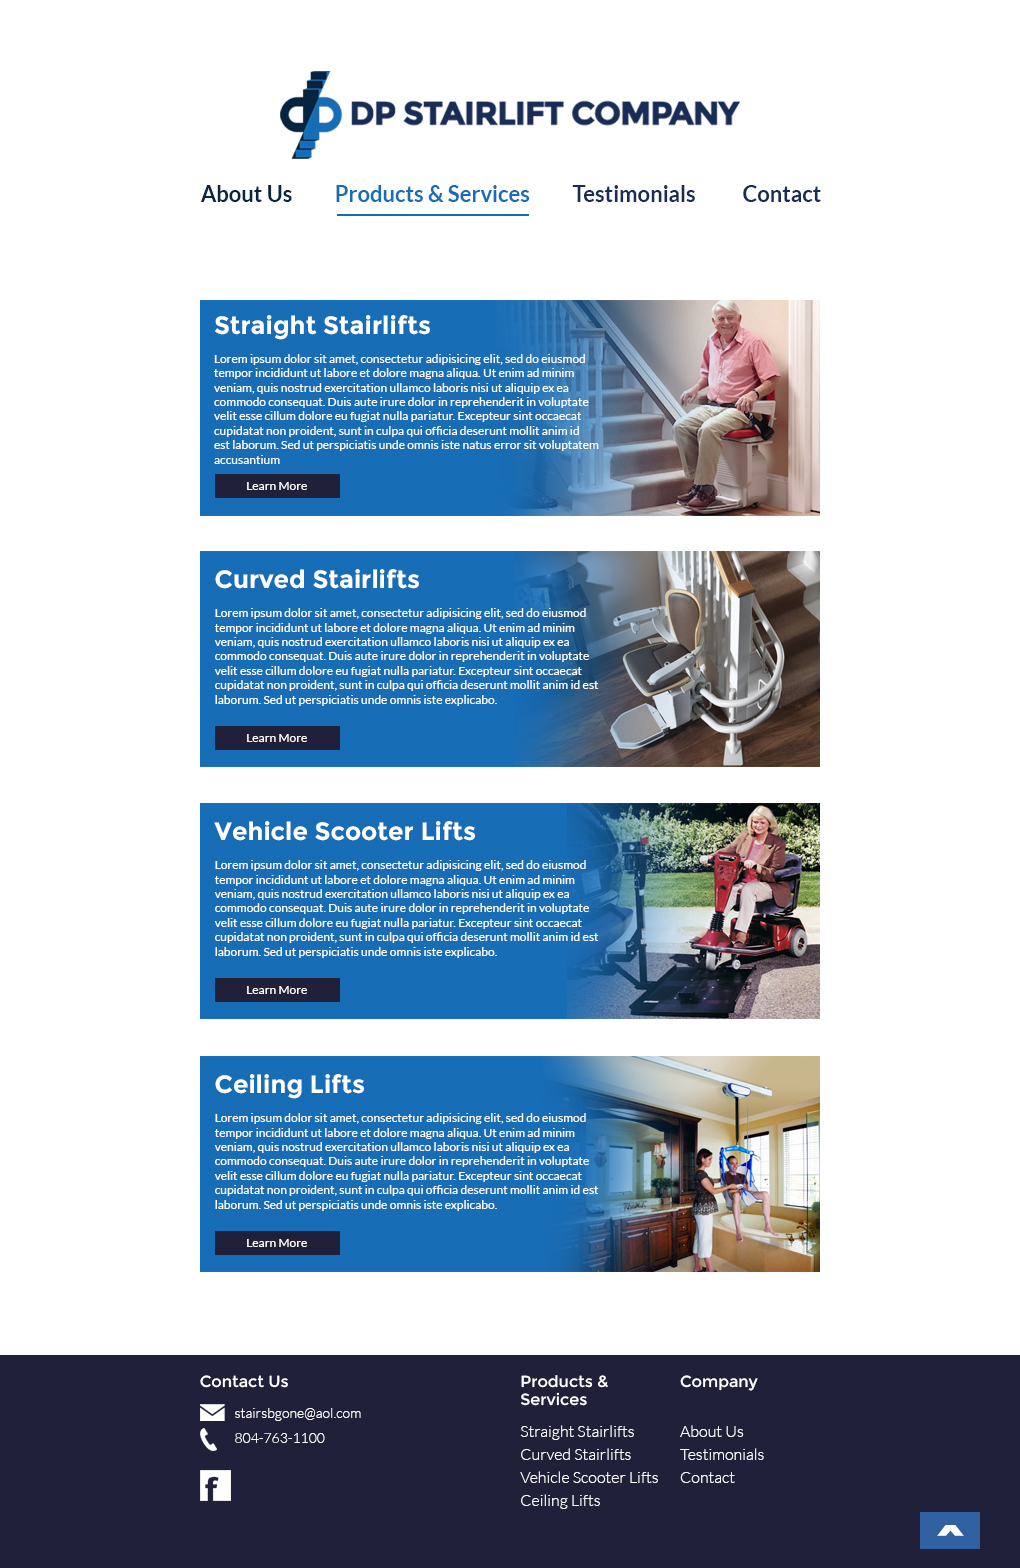 dp DP STAIRLIFT COMPANY
About Us Products & Services Testimonials Contact
Straight Stairlifts
Lorem ipsum dolor sit amet, consectetur adipisicing elit, sed do eiusmod
tempor incididunt ut labore et dolore magna aliqua. Ut enim ad minim
veniam, quis nostrud exercitation ullamco laboris nisi ut aliquip ex ea
commodo consequat. Duis aute irure dolor in reprehenderit in voluptate
velit esse cillum dolore eu fugiat nulla pariatur. Excepteur sint occaecat
cupidatat non proident, sunt in culpa qui officia deserunt mollit anim id
est laborum. Sed ut perspiciatis unde omnis iste natus error sit voluptatem
accusantium
Learn More
Curved Stairlifts
Lorem ipsum dolor sit amet, consectetur adipisicing elit, sed do eiusmod
tempor incididunt ut labore et dolore magna aliqua. Ut enim ad minim
veniam, quis nostrud exercitation ullamco laboris nisi ut aliquip ex ea
commodo consequat. Duis aute irure dolor in reprehenderit in voluptate
velit esse cillum dolore eu fugiat nulla pariatur. Excepteur sint occaecat
cupidatat non proident, sunt in culpa qui officia deserunt mollit anim id est
laborum. Sed ut perspiciatis unde omnis iste explicabo.
Learn More
Vehicle Scooter Lifts
Lorem ipsum dolor sit amet, consectetur adipisicing elit, sed do eiusmod
tempor incididunt ut labore et dolore magna aliqua. Ut enim ad minim
veniam, quis nostrud exercitation ullamco laboris nisi ut aliquip ex ea
commodo consequat. Duis aute irure dolor in reprehenderit in voluptate
velit esse cillum dolore eu fugiat nulla pariatur. Excepteur sint occaecat
cupidatat non proident, sunt in culpa qui officia deserunt mollit anim id est
laborum. Sed ut perspiciatis unde omnis iste explicabo.
Learn More
Ceiling Lifts
Lorem ipsum dolor sit amet, consectetur adipisicing elit, sed do eiusmod
tempor incididunt ut labore et dolore magna aliqua. Ut enim ad minim
veniam, quis nostrud exercitation ullamco laboris nisi ut aliquip ex ea
commodo consequat. Duis aute irure dolor in reprehenderit in voluptate
velit esse cillum dolore eu fugiat nulla pariatur. Excepteur sint occaecat
cupidatat non proident, sunt in culpa qui officia deserunt mollit anim id est
laborum. Sed ut perspiciatis unde omnis iste explicabo.
Learn More
Contact Us
stairsbgone@aol.com
804-763-1100
f
Products &
Services
Straight Stairlifts
Curved Stairlifts
Vehicle Scooter Lifts
Ceiling Lifts
Company
About Us
Testimonials
Contact